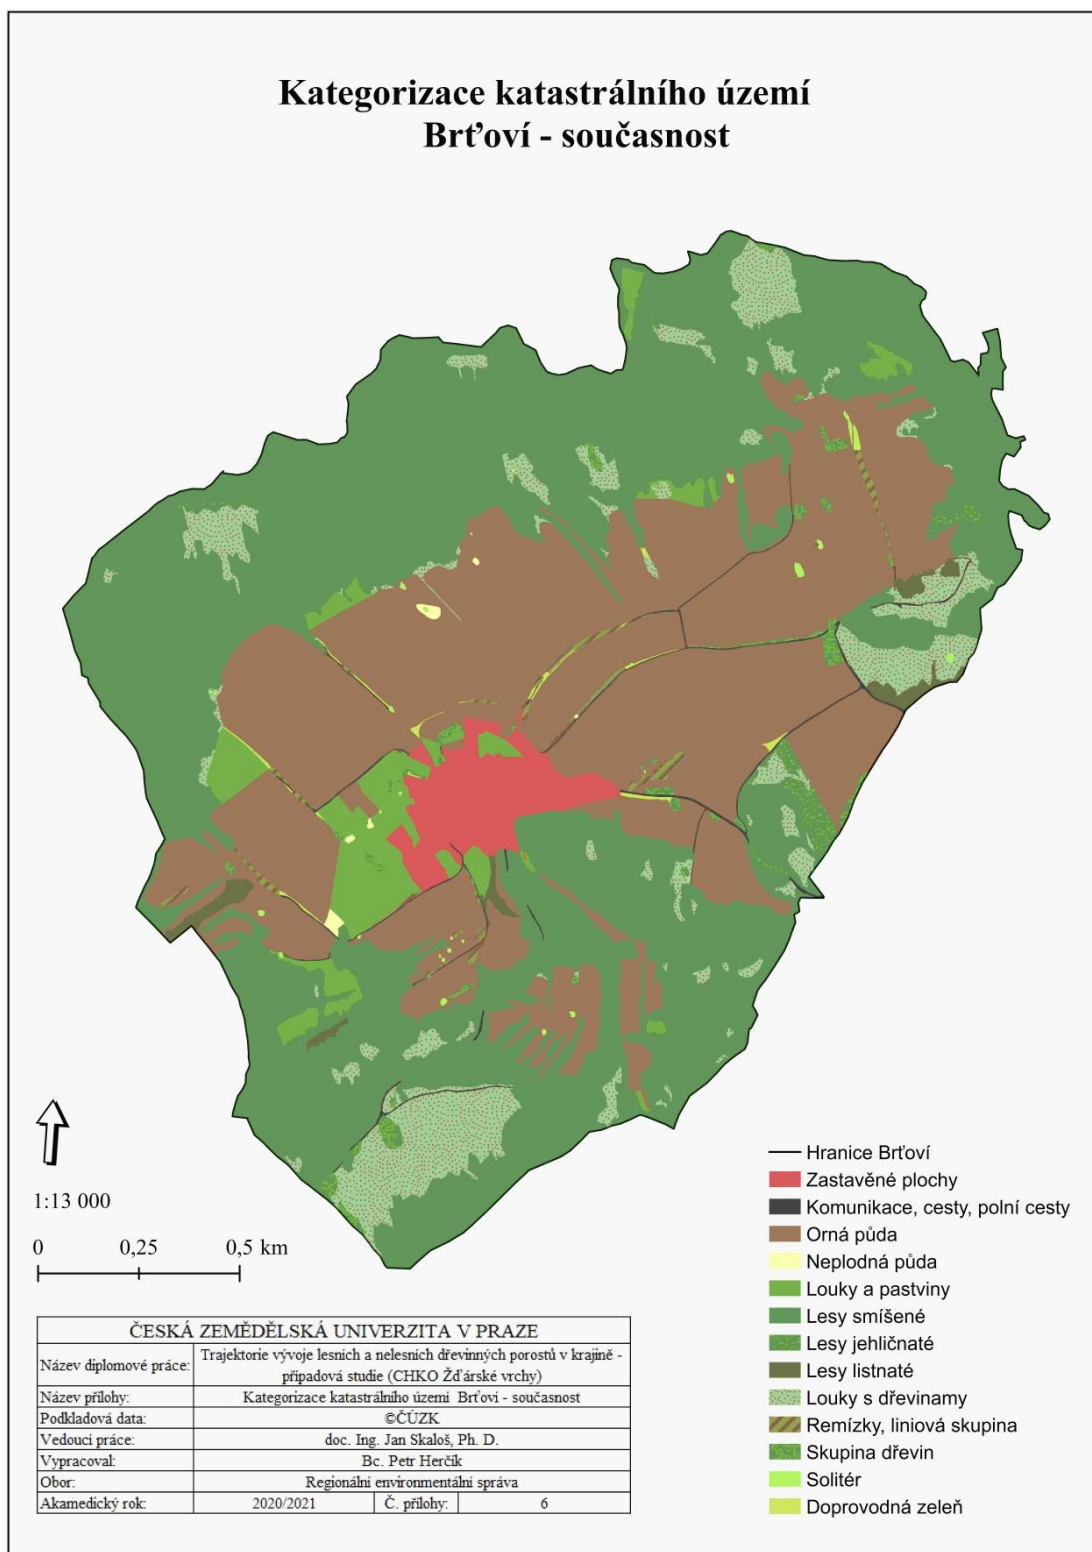 Kategorizace katastrálního území
Brťoví - současnost
1:13 000
0 0,25 0,5 km
Hranice Brťoví
Zastavěné plochy
Komunikace, cesty, polní cesty
Orná půda
Neplodná půda
Louky a pastviny
Lesy smíšené
Lesy jehličnaté
Lesy listnaté
Louky s dřevinamy
Remízky, liniová skupina
Skupina dřevin
Solitér
Doprovodná zeleň
ČESKÁ ZEMĚDĚLSKÁ UNIVERZITA V PRAZE
Název diplomové práce: Trajektorie vývoje lesních a nelesních dřevinných porostů v krajině -
případová studie (CHKO Žďárské vrchy)
Název přílohy: Kategorizace katastrálního území Brťoví - současnost
Podkladová data: ©ČÚZK
Vedoucí práce: doc. Ing. Jan Skaloš, Ph. D.
Vypracoval: Bc. Petr Herčík
Obor: Regionální environmentální správa
Akamedický rok: 2020/2021 Č. přílohy: 6